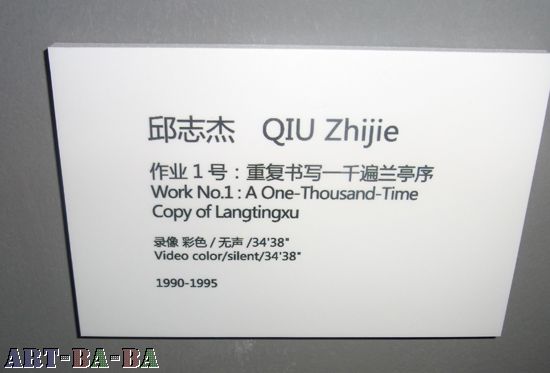 邱志杰 QIU Zhijie
作业1号：重复书写一千遍兰亭序
Work No.1 : A One-Thousand-Time
Copy of Langtingxu
录像 彩色 / 无声 /34'38"
Video color/silent/34'38"
1990-1995
ART-BA-BA